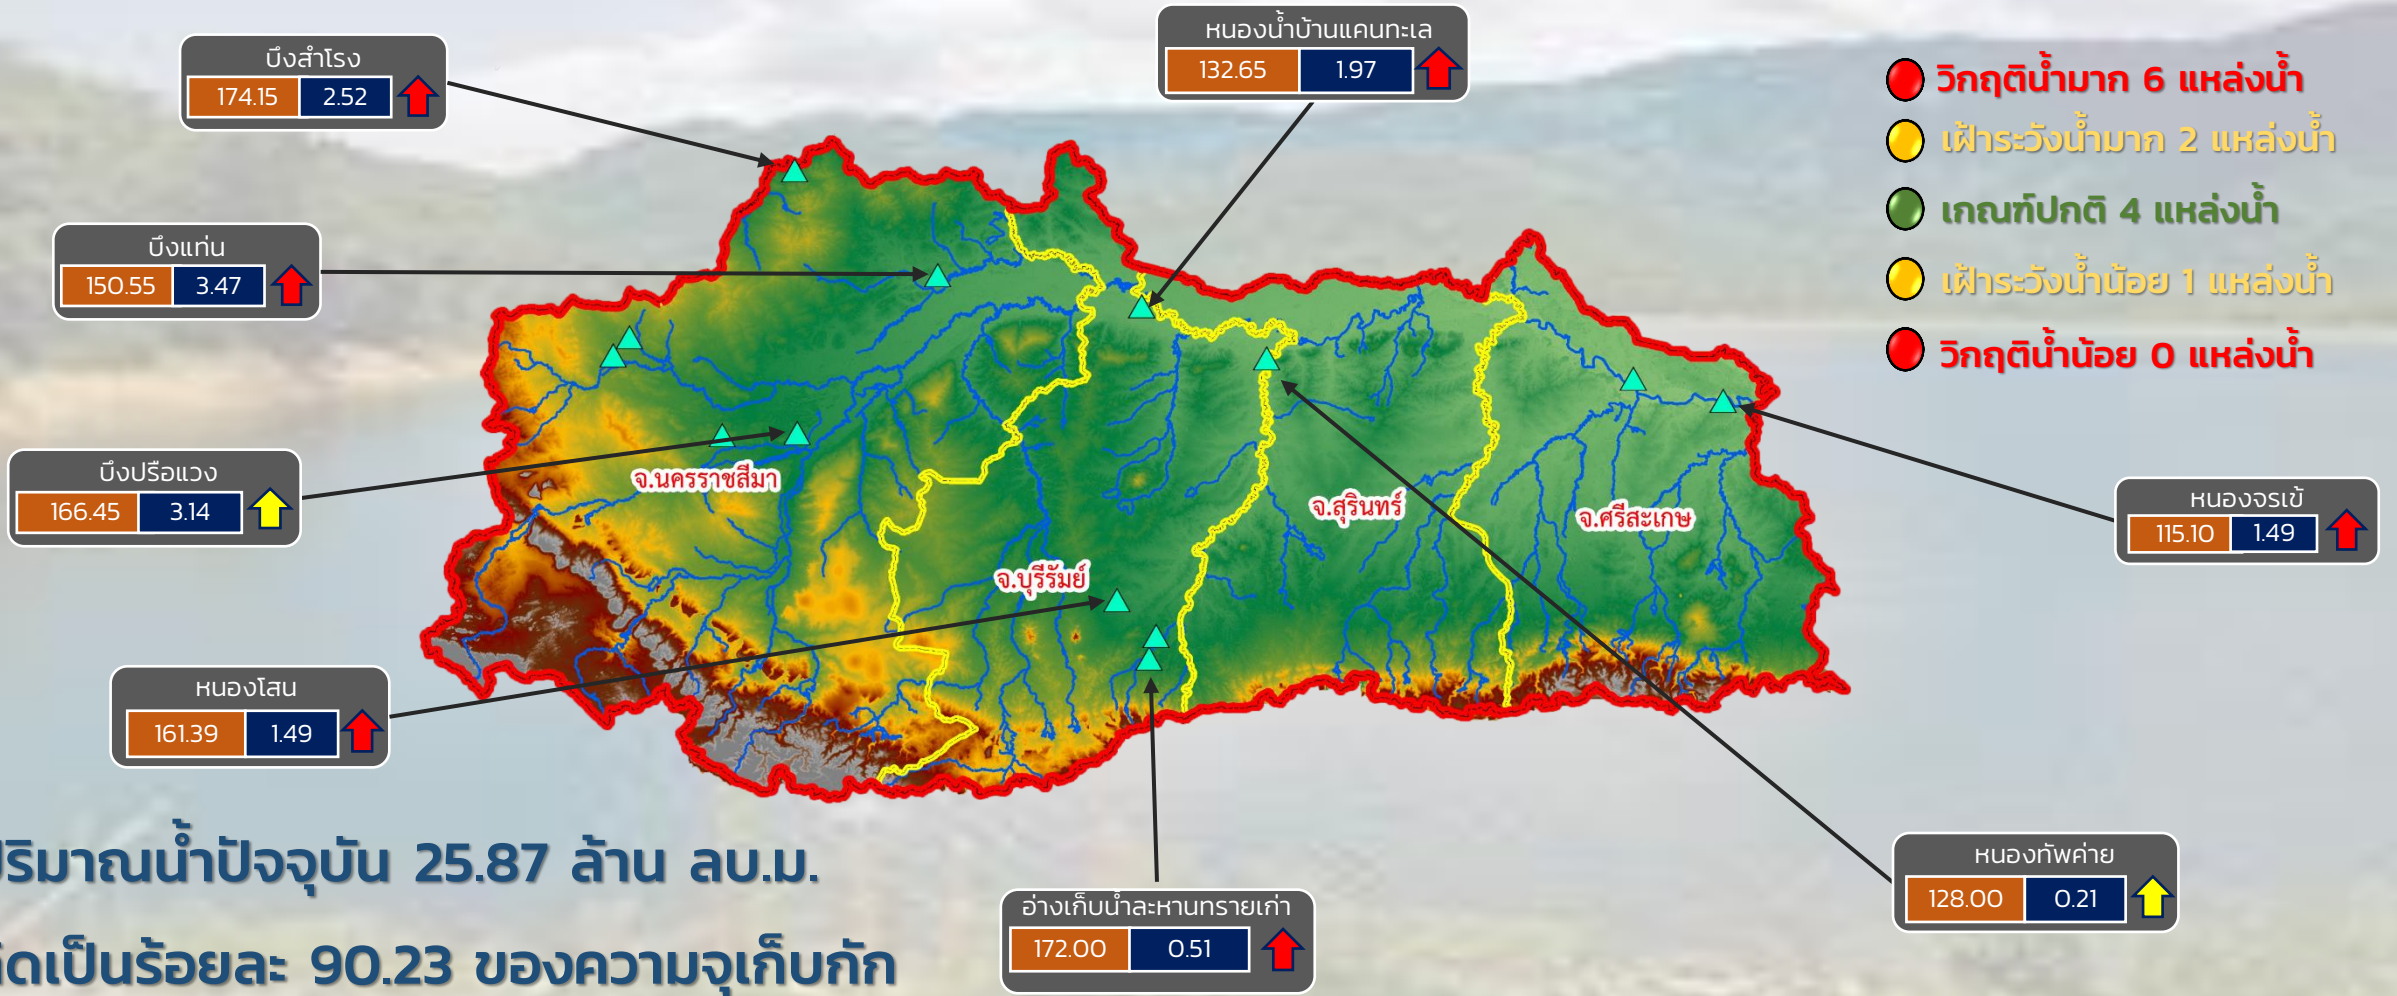 หนองน้ำบ้านแคนทะเล
132.65 1.97
บึงสำโรง
174.15 2.52
วิกฤติน้ำมาก 6 แหล่งน้ำ
เฝ้าระวังน้ำมาก 2 แหล่งน้ำ
เกณฑ์ปกติ 4 แหล่งน้ำ
เฝ้าระวังน้ำน้อย 1 แหล่งน้ำ
วิกฤติน้ำน้อย 0 แหล่งน้ำ
บึงแท่น
150.55 3.47
บึงปรือแวง
166.45 3.14
จ.นครราชสีมา
จ.สุรินทร์
จ.ศรีสะเกษ
จ.บุรีรัมย์
หนองจรเข้
115.10 1.49
หนองโสน
161.39 1.49
หนองทัพค่าย
128.00 0.21
อ่างเก็บน้ำละหานทรายเก่า
172.00 0.51
ปริมาณน้ำปัจจุบัน 25.87 ล้าน ลบ.ม.
คิดเป็นร้อยละ 90.23 ของความจุเก็บกัก